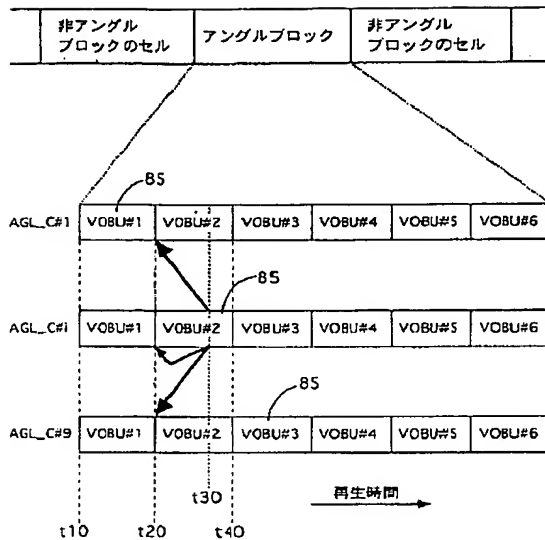 非アングル
ブロックのセル
アングルブロック
非アングル
ブロックのセル
85
AGL_C#1 VOBU#1 VOBU#2 VOBU#3 VOBU#4 VOBU#5 VOBU#6
85
AGL_C#i VOBU#1 VOBU#2 VOBU#3 VOBU#4 VOBU#5 VOBU#6
85
AGL_C#9 VOBU#1 VOBU#2 VOBU#3 VOBU#4 VOBU#5 VOBU#6
t30
再生時間
t10 t20 t40